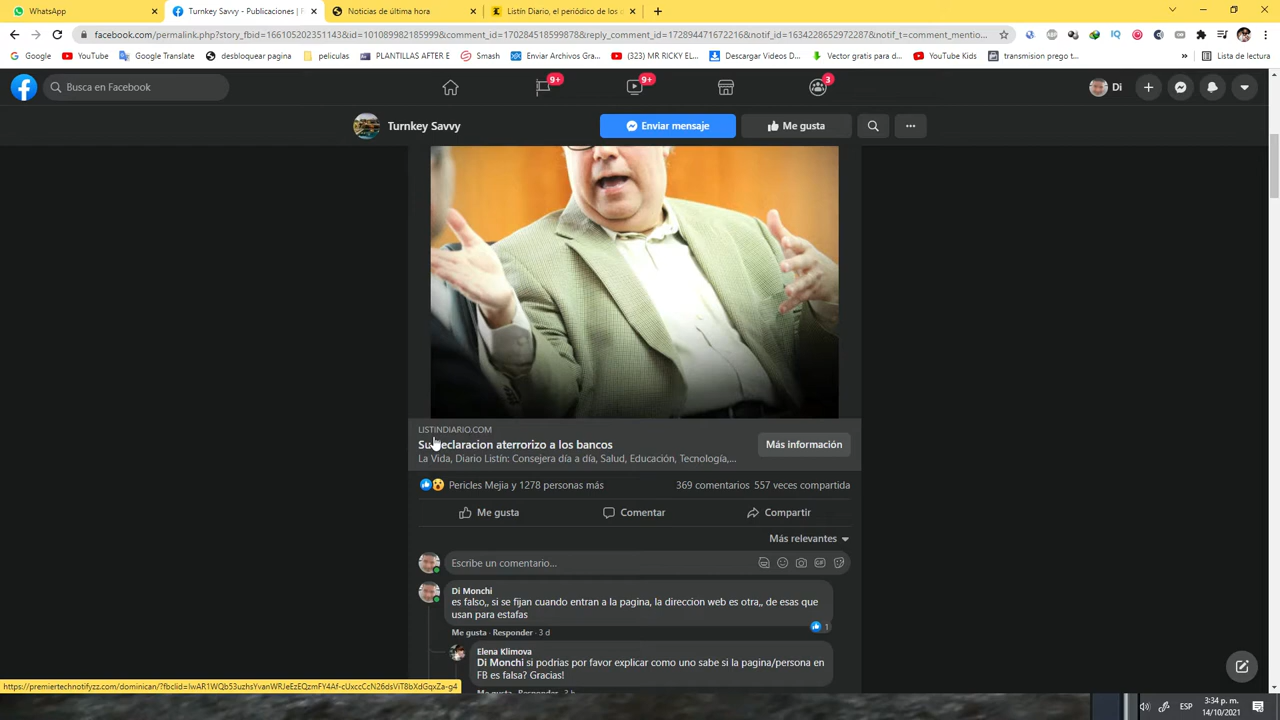 WhatsApp
Turnkey Savvy - Publicaciones | F
Noticias de última hora
Listín Diario, el periódico de los d
facebook.com/permalink.php?story_fbid=166105202351143&id=101089982185999&comment_id=170284518599878&reply_comment_id=172894471672216&notif_id=1634228652972287&notif_t=comment_mentio...
Google
YouTube
Google Translate
desbloquear pagina
peliculas
PLANTILLAS AFTER E
Smash
Enviar Archivos Gra...
(323) MR RICKY EL...
Descargar Videos D...
Vector gratis para d...
YouTube Kids
transmision prego t...
Lista de lectura
Busca en Facebook
9+
9+
3
Di
Turnkey Savvy
Enviar mensaje
Me gusta
LISTINDIARIO.COM
Su declaracion aterrorizo a los bancos
Más información
La Vida, Diario Listín: Consejera día a día, Salud, Educación, Tecnología,...
Pericles Mejia y 1278 personas más
369 comentarios 557 veces compartida
Me gusta
Comentar
Compartir
Más relevantes
Escribe un comentario...
Di Monchi
es falso,, si se fijan cuando entran a la pagina, la direccion web es otra,, de esas que
usan para estafas
1
Me gusta · Responder · 3 d
Elena Klimova
Di Monchi si podrias por favor explicar como uno sabe si la pagina/persona en
FB es falsa? Gracias!
Me gusta · Responder · 3 h
ESP
3:34 p. m.
14/10/2021